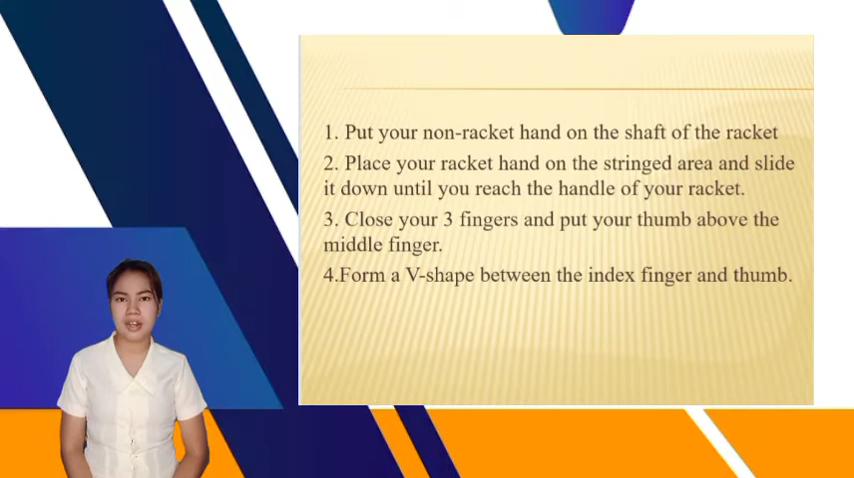 1. Put your non-racket hand on the shaft of the racket
2. Place your racket hand on the stringed area and slide
it down until you reach the handle of your racket.
3. Close your 3 fingers and put your thumb above the
middle finger.
4.Form a V-shape between the index finger and thumb.